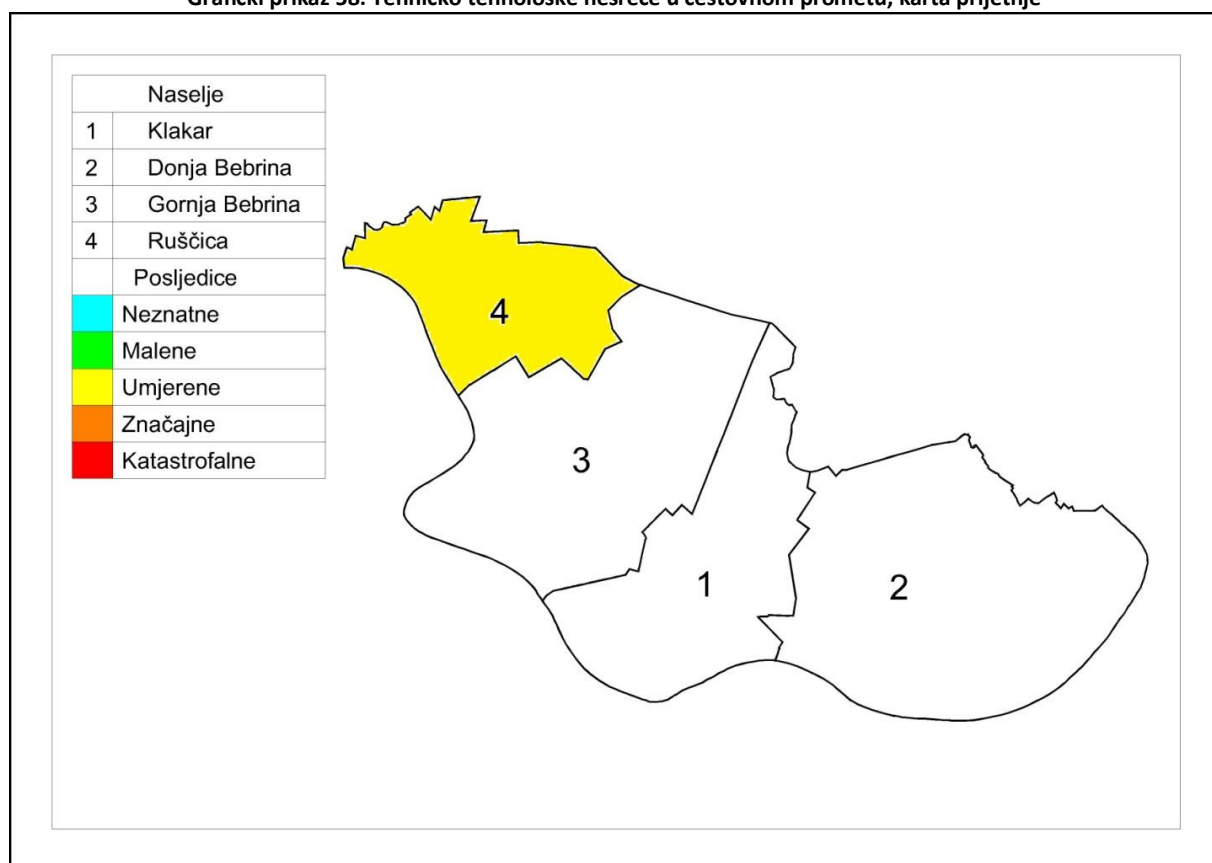 Grafički prikaz Tehničko tehnološke nesreće u cestovnom prometu, karta prijetnje
Naselje
1 Klakar
2 Donja Bebrina
3 Gornja Bebrina
4 Ruščica
Posljedice
Neznatne
Malene
Umjerene
Značajne
Katastrofalne
4
3
1
2